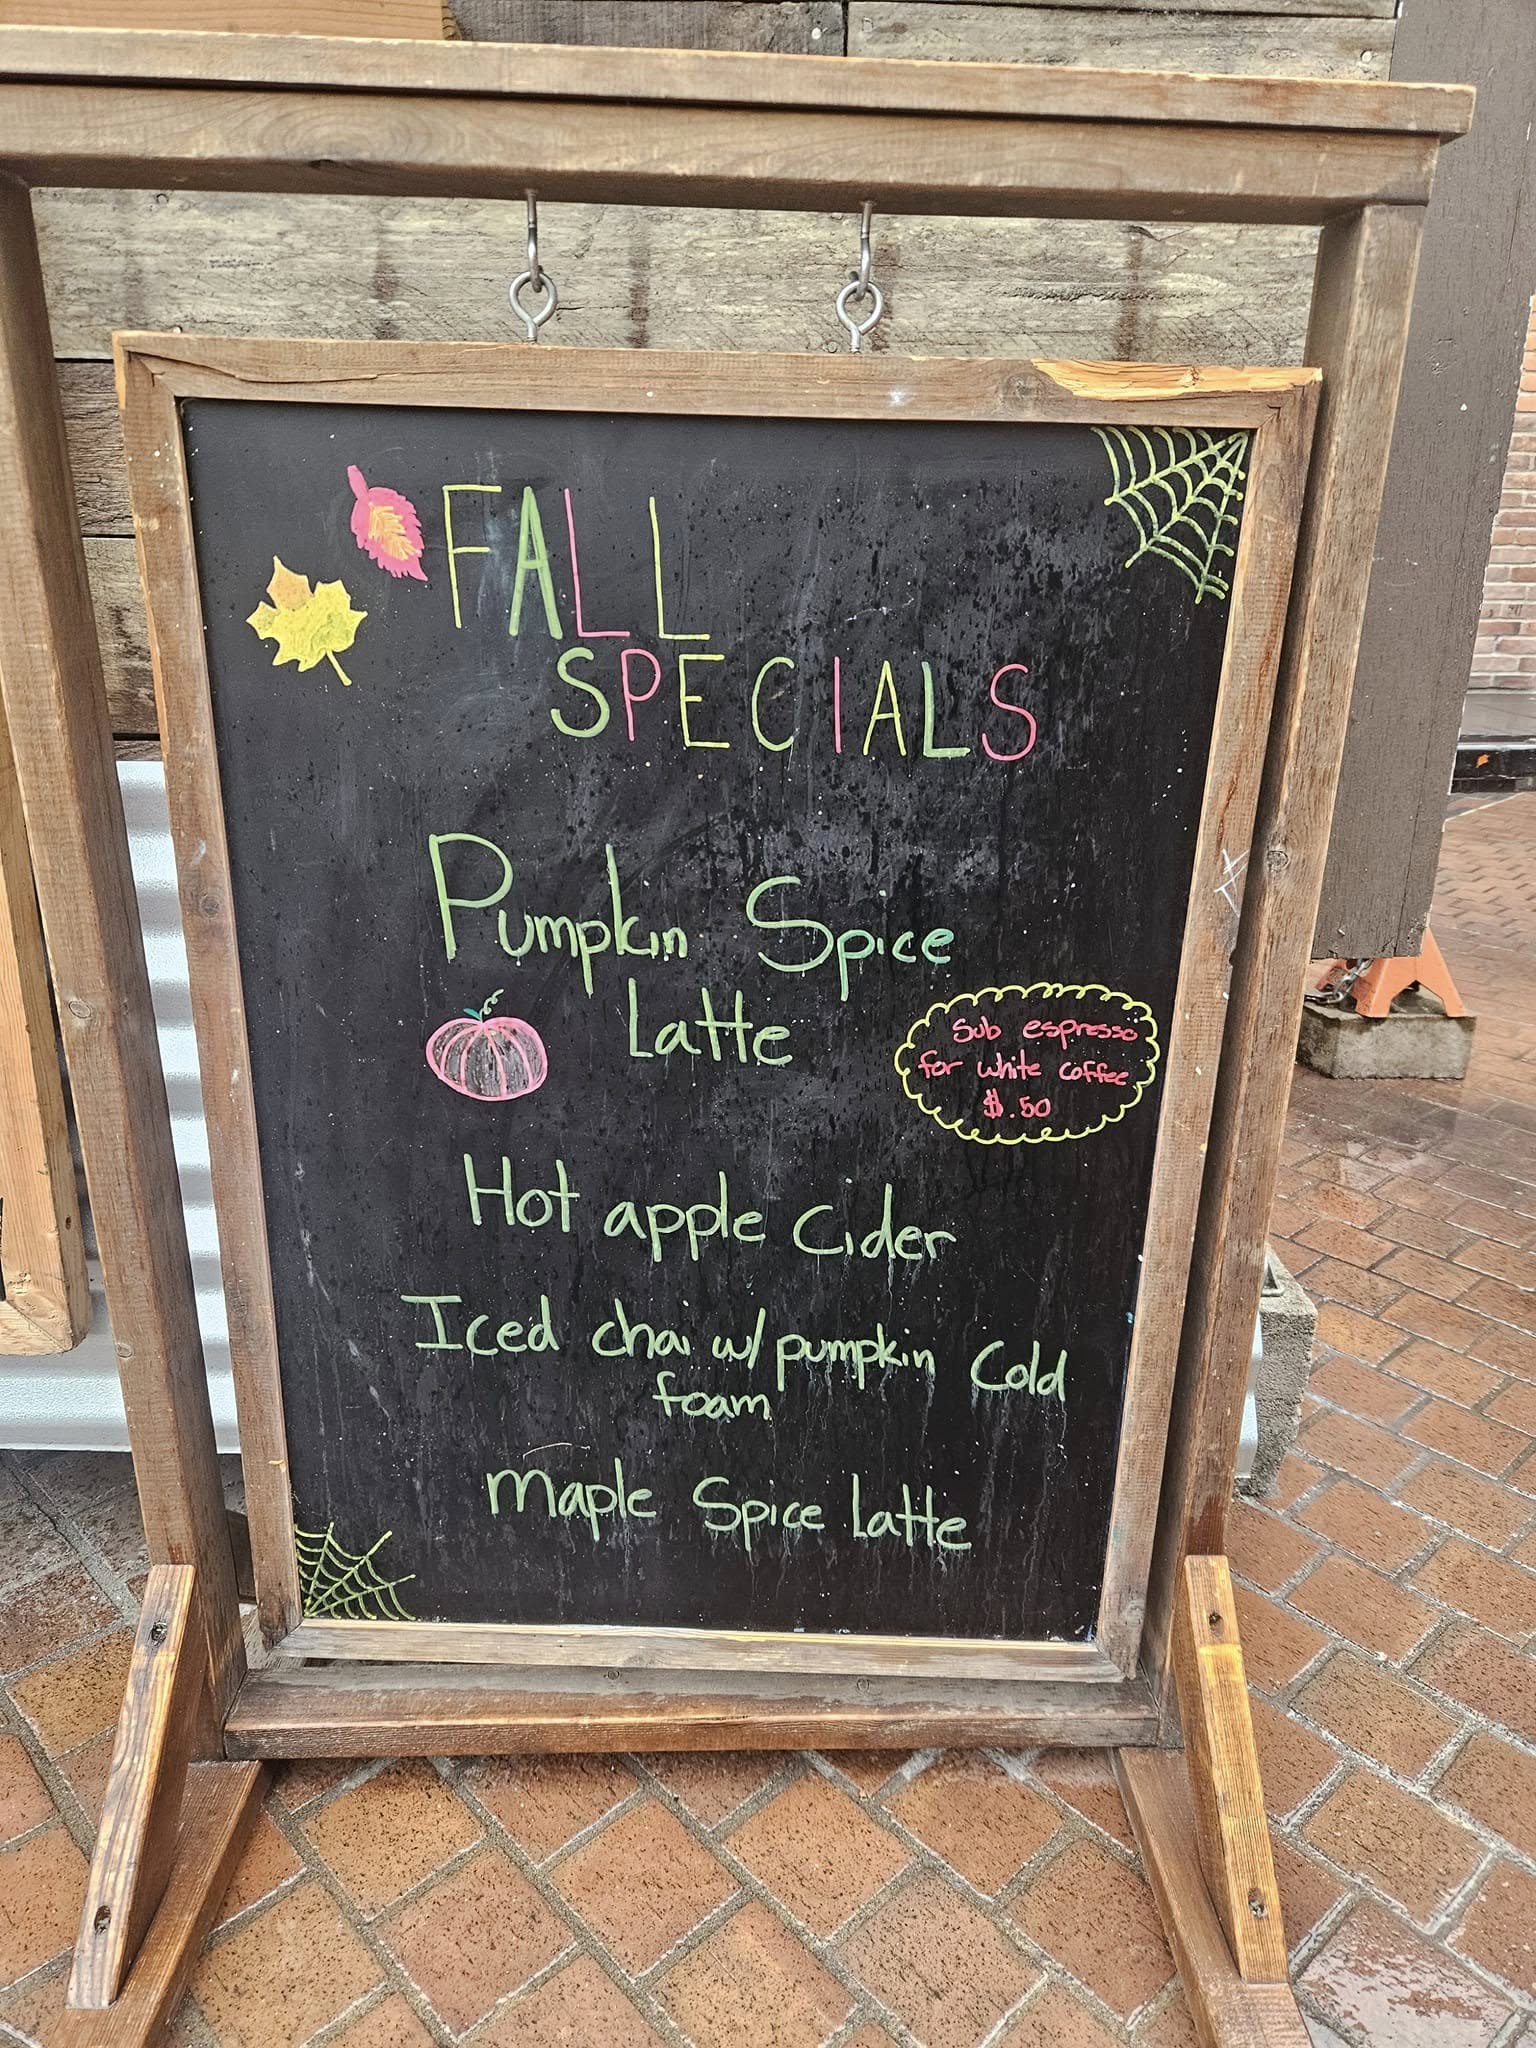 FALL
SPECIALS
Pumpkin Spice
Latte
Sub espresso
for white coffee
$.50
Hot apple Cider
Iced chai w/ pumpkin Cold
foam
Maple Spice Latte